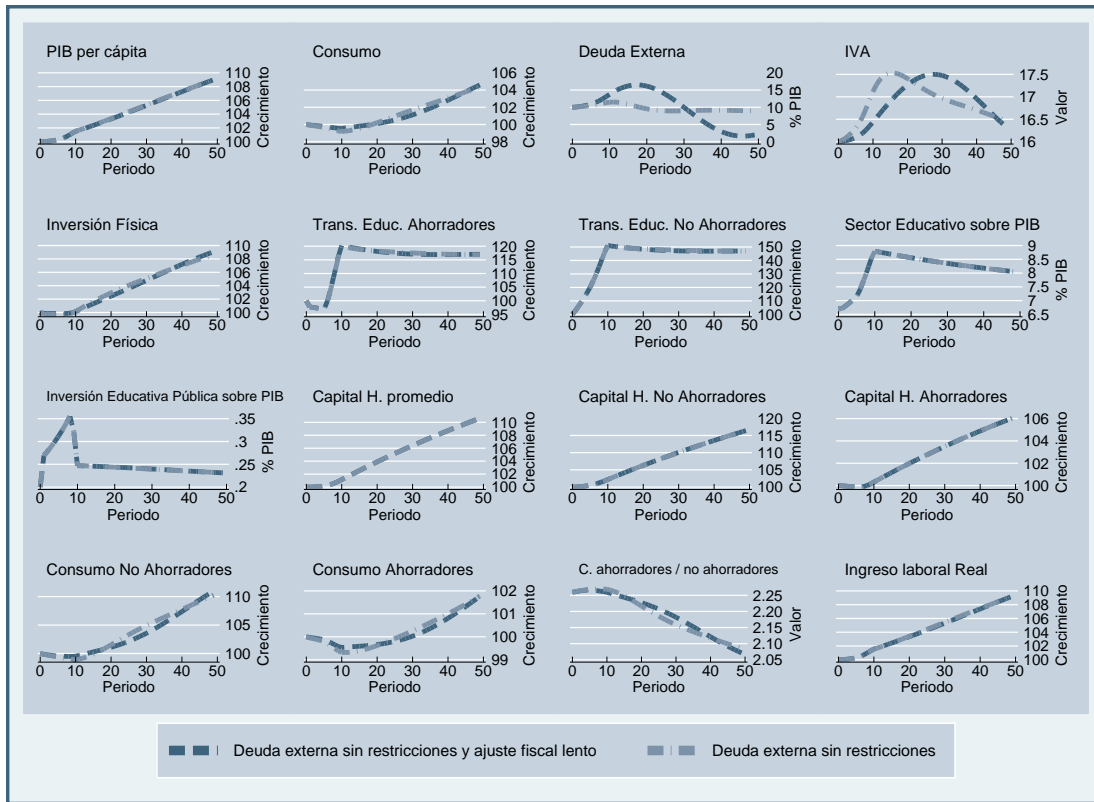 PIB per cápita
100 102 104 106 108 110
Crecimiento
0 10 20 30 40 50
Periodo
Consumo
98 100 102 104 106
Crecimiento
0 10 20 30 40 50
Periodo
Deuda Externa
0 5 10 15 20
% PIB
0 10 20 30 40 50
Periodo
IVA
16 16.5 17 17.5
Valor
0 10 20 30 40 50
Periodo
Inversión Física
100 102 104 106 108 110
Crecimiento
0 10 20 30 40 50
Periodo
Trans. Educ. Ahorradores
95 100 105 110 115 120
Crecimiento
0 10 20 30 40 50
Periodo
Trans. Educ. No Ahorradores
100 110 120 130 140 150
Crecimiento
0 10 20 30 40 50
Periodo
Sector Educativo sobre PIB
6.5 7 7.5 8 8.5 9
% PIB
0 10 20 30 40 50
Periodo
Inversión Educativa Pública sobre PIB
.2 .25 .3 .35
% PIB
0 10 20 30 40 50
Periodo
Capital H. promedio
100 102 104 106 108 110
Crecimiento
0 10 20 30 40 50
Periodo
Capital H. No Ahorradores
100 105 110 115 120
Crecimiento
0 10 20 30 40 50
Periodo
Capital H. Ahorradores
100 102 104 106
Crecimiento
0 10 20 30 40 50
Periodo
Consumo No Ahorradores
100 105 110
Crecimiento
0 10 20 30 40 50
Periodo
Consumo Ahorradores
99 100 101 102
Crecimiento
0 10 20 30 40 50
Periodo
C. ahorradores / no ahorradores
2.05 2.10 2.15 2.20 2.25
Valor
0 10 20 30 40 50
Periodo
Ingreso laboral Real
100 102 104 106 108 110
Crecimiento
0 10 20 30 40 50
Periodo
Deuda externa sin restricciones y ajuste fiscal lento
Deuda externa sin restricciones